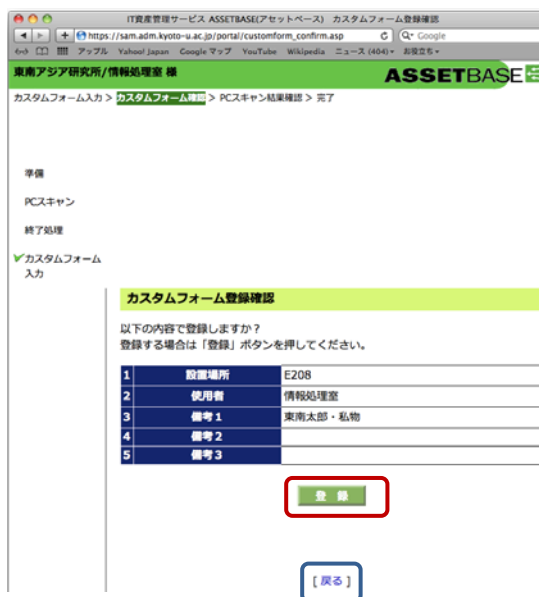 IT資産管理サービス ASSETBASE(アセットベース) カスタムフォーム登録確認
https://sam.adm.kyoto-u.ac.jp/portal/customform_confirm.asp
Google
アップル Yahoo! Japan Google マップ YouTube Wikipedia ニュース (404) お役立ち
東南アジア研究所/情報処理室 様
ASSETBASE
カスタムフォーム入力 > カスタムフォーム確認 > PCスキャン結果確認 > 完了
準備
PCスキャン
終了処理
カスタムフォーム
入力
カスタムフォーム登録確認
以下の内容で登録しますか？
登録する場合は「登録」ボタンを押してください。
1 設置場所 E208
2 使用者 情報処理室
3 備考１ 東南太郎・私物
4 備考２
5 備考３
登 録
[ 戻る ]